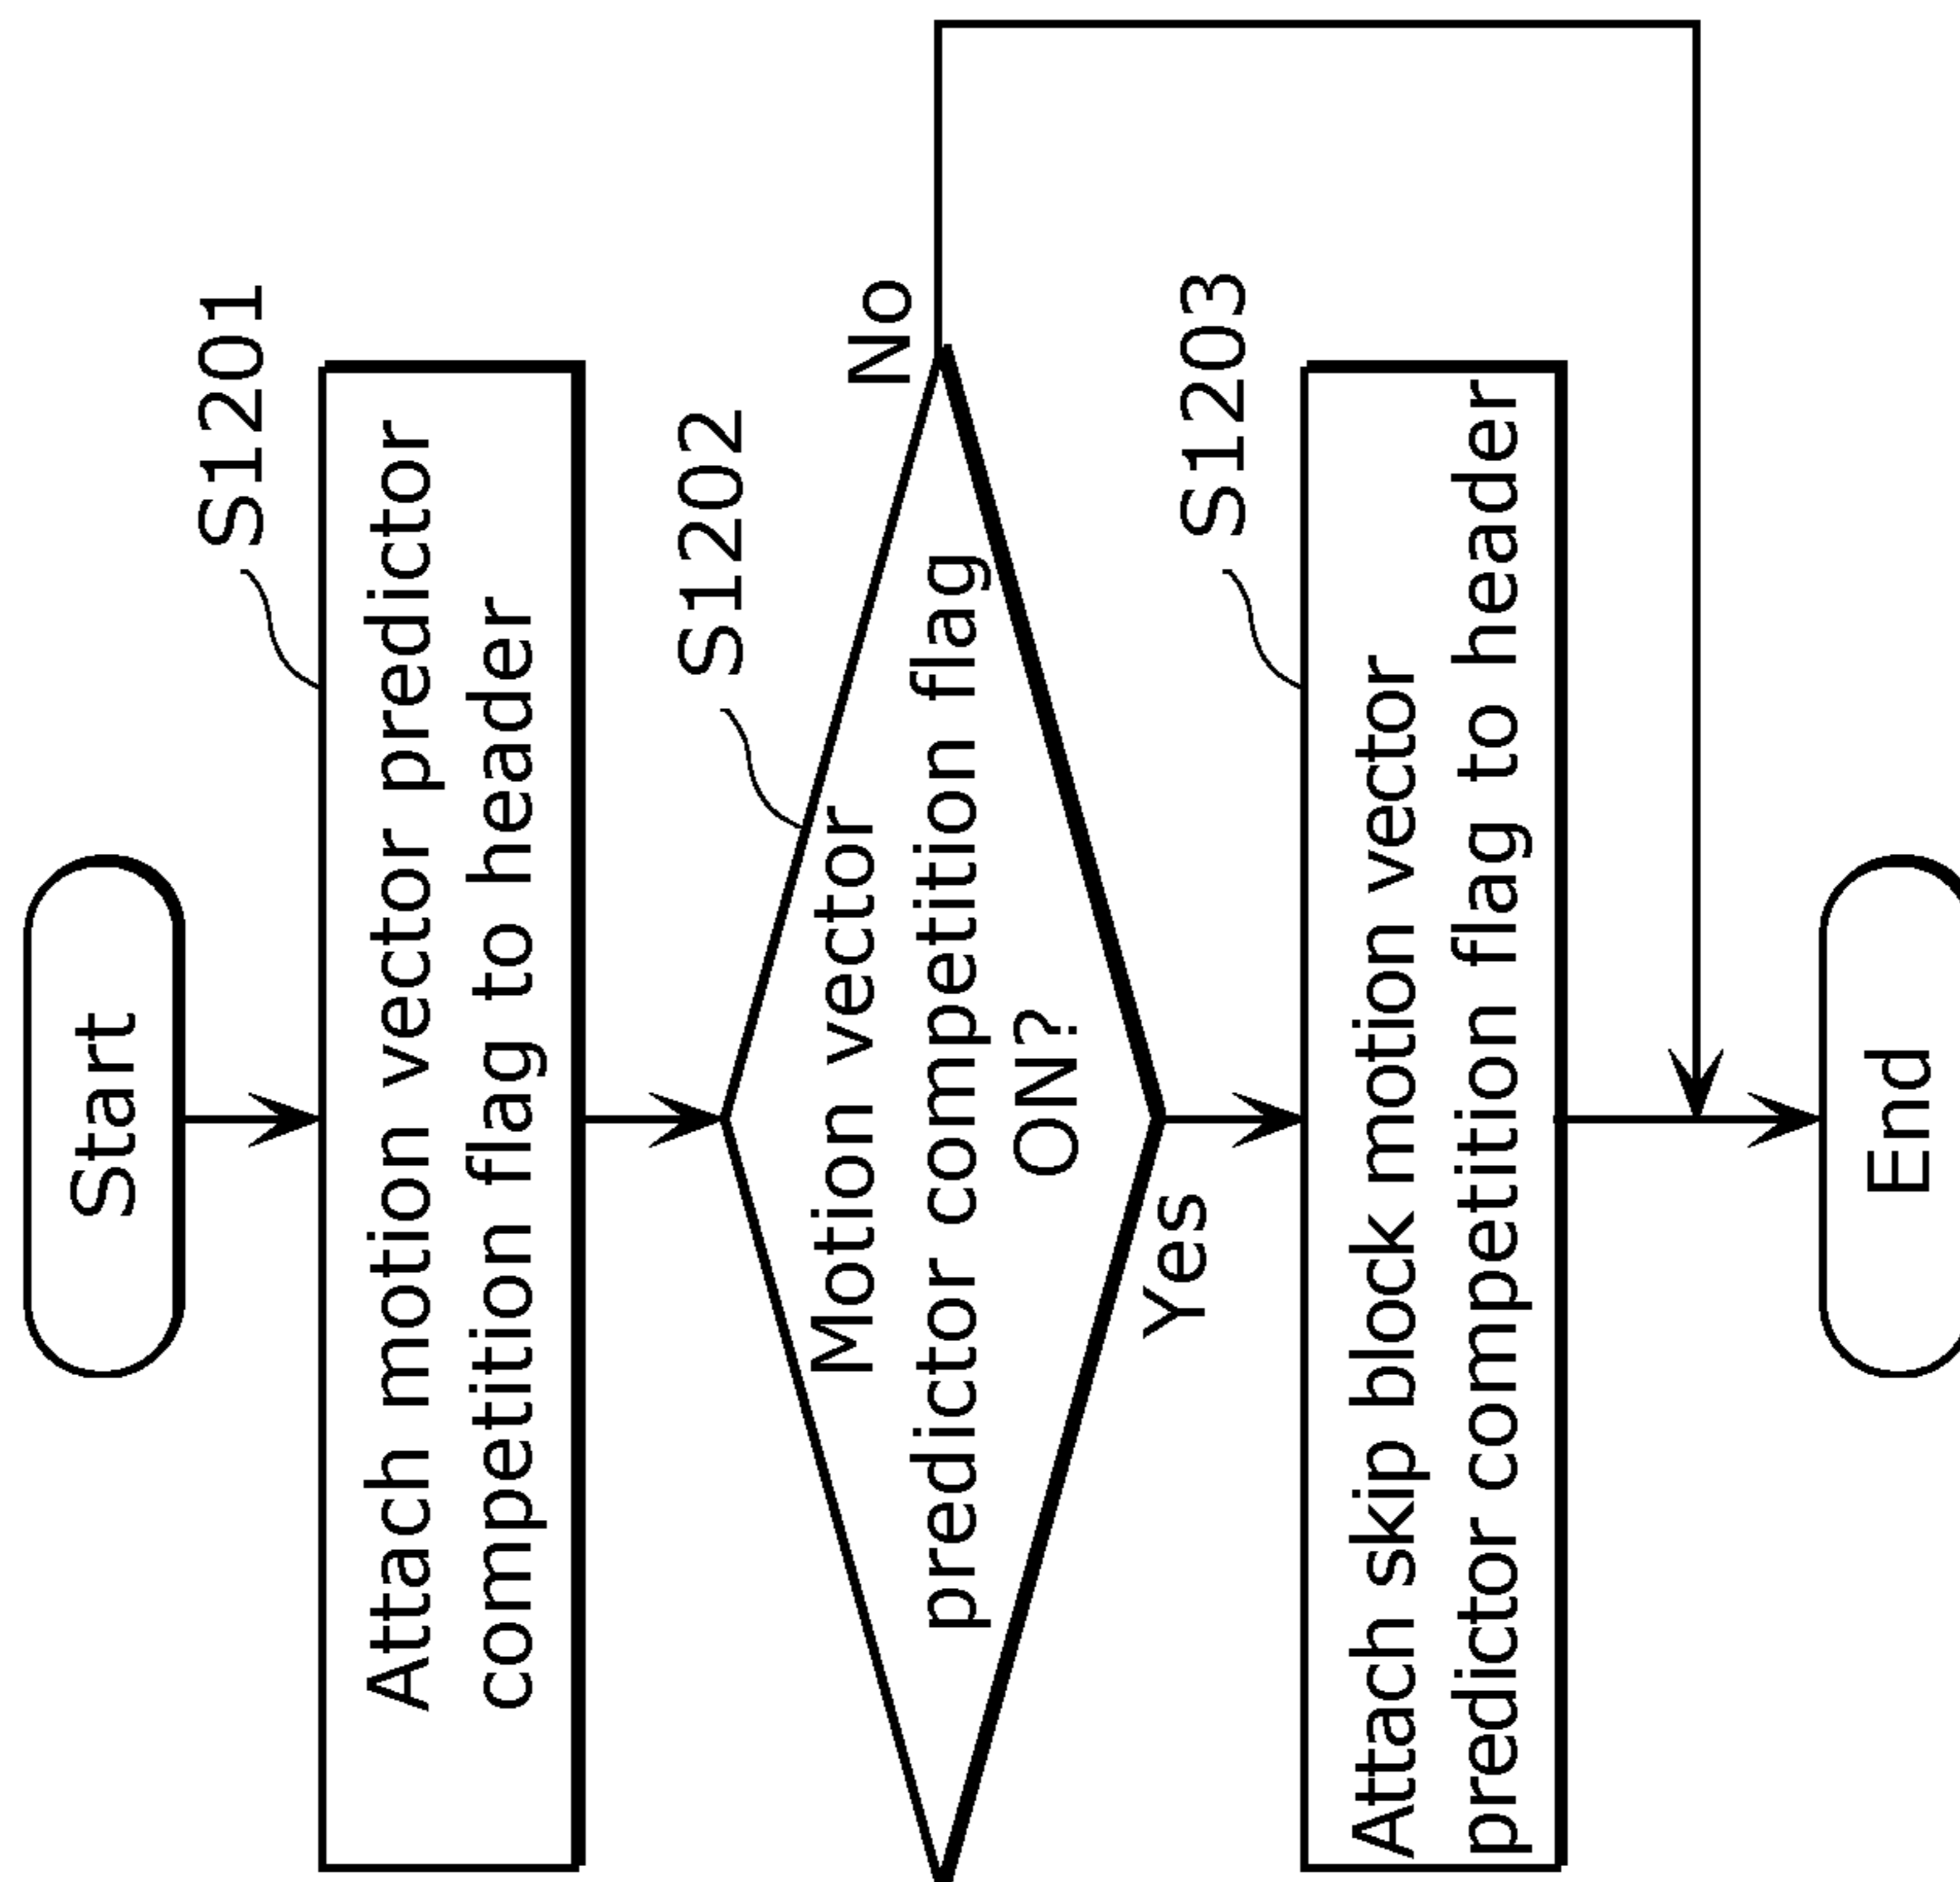 Start
S1201
Attach motion vector predictor
competition flag to header
S1202
Motion vector
predictor competition flag
ON?
No
Yes
S1203
Attach skip block motion vector
predictor competition flag to header
End